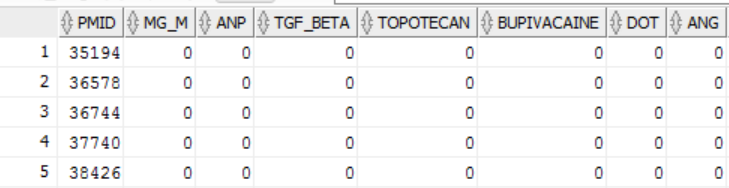 PMID MG_M ANP TGF_BETA TOPOTECAN BUPIVACAINE DOT ANG
1 35194 0 0 0 0 0 0 0
2 36578 0 0 0 0 0 0 0
3 36744 0 0 0 0 0 0 0
4 37740 0 0 0 0 0 0 0
5 38426 0 0 0 0 0 0 0